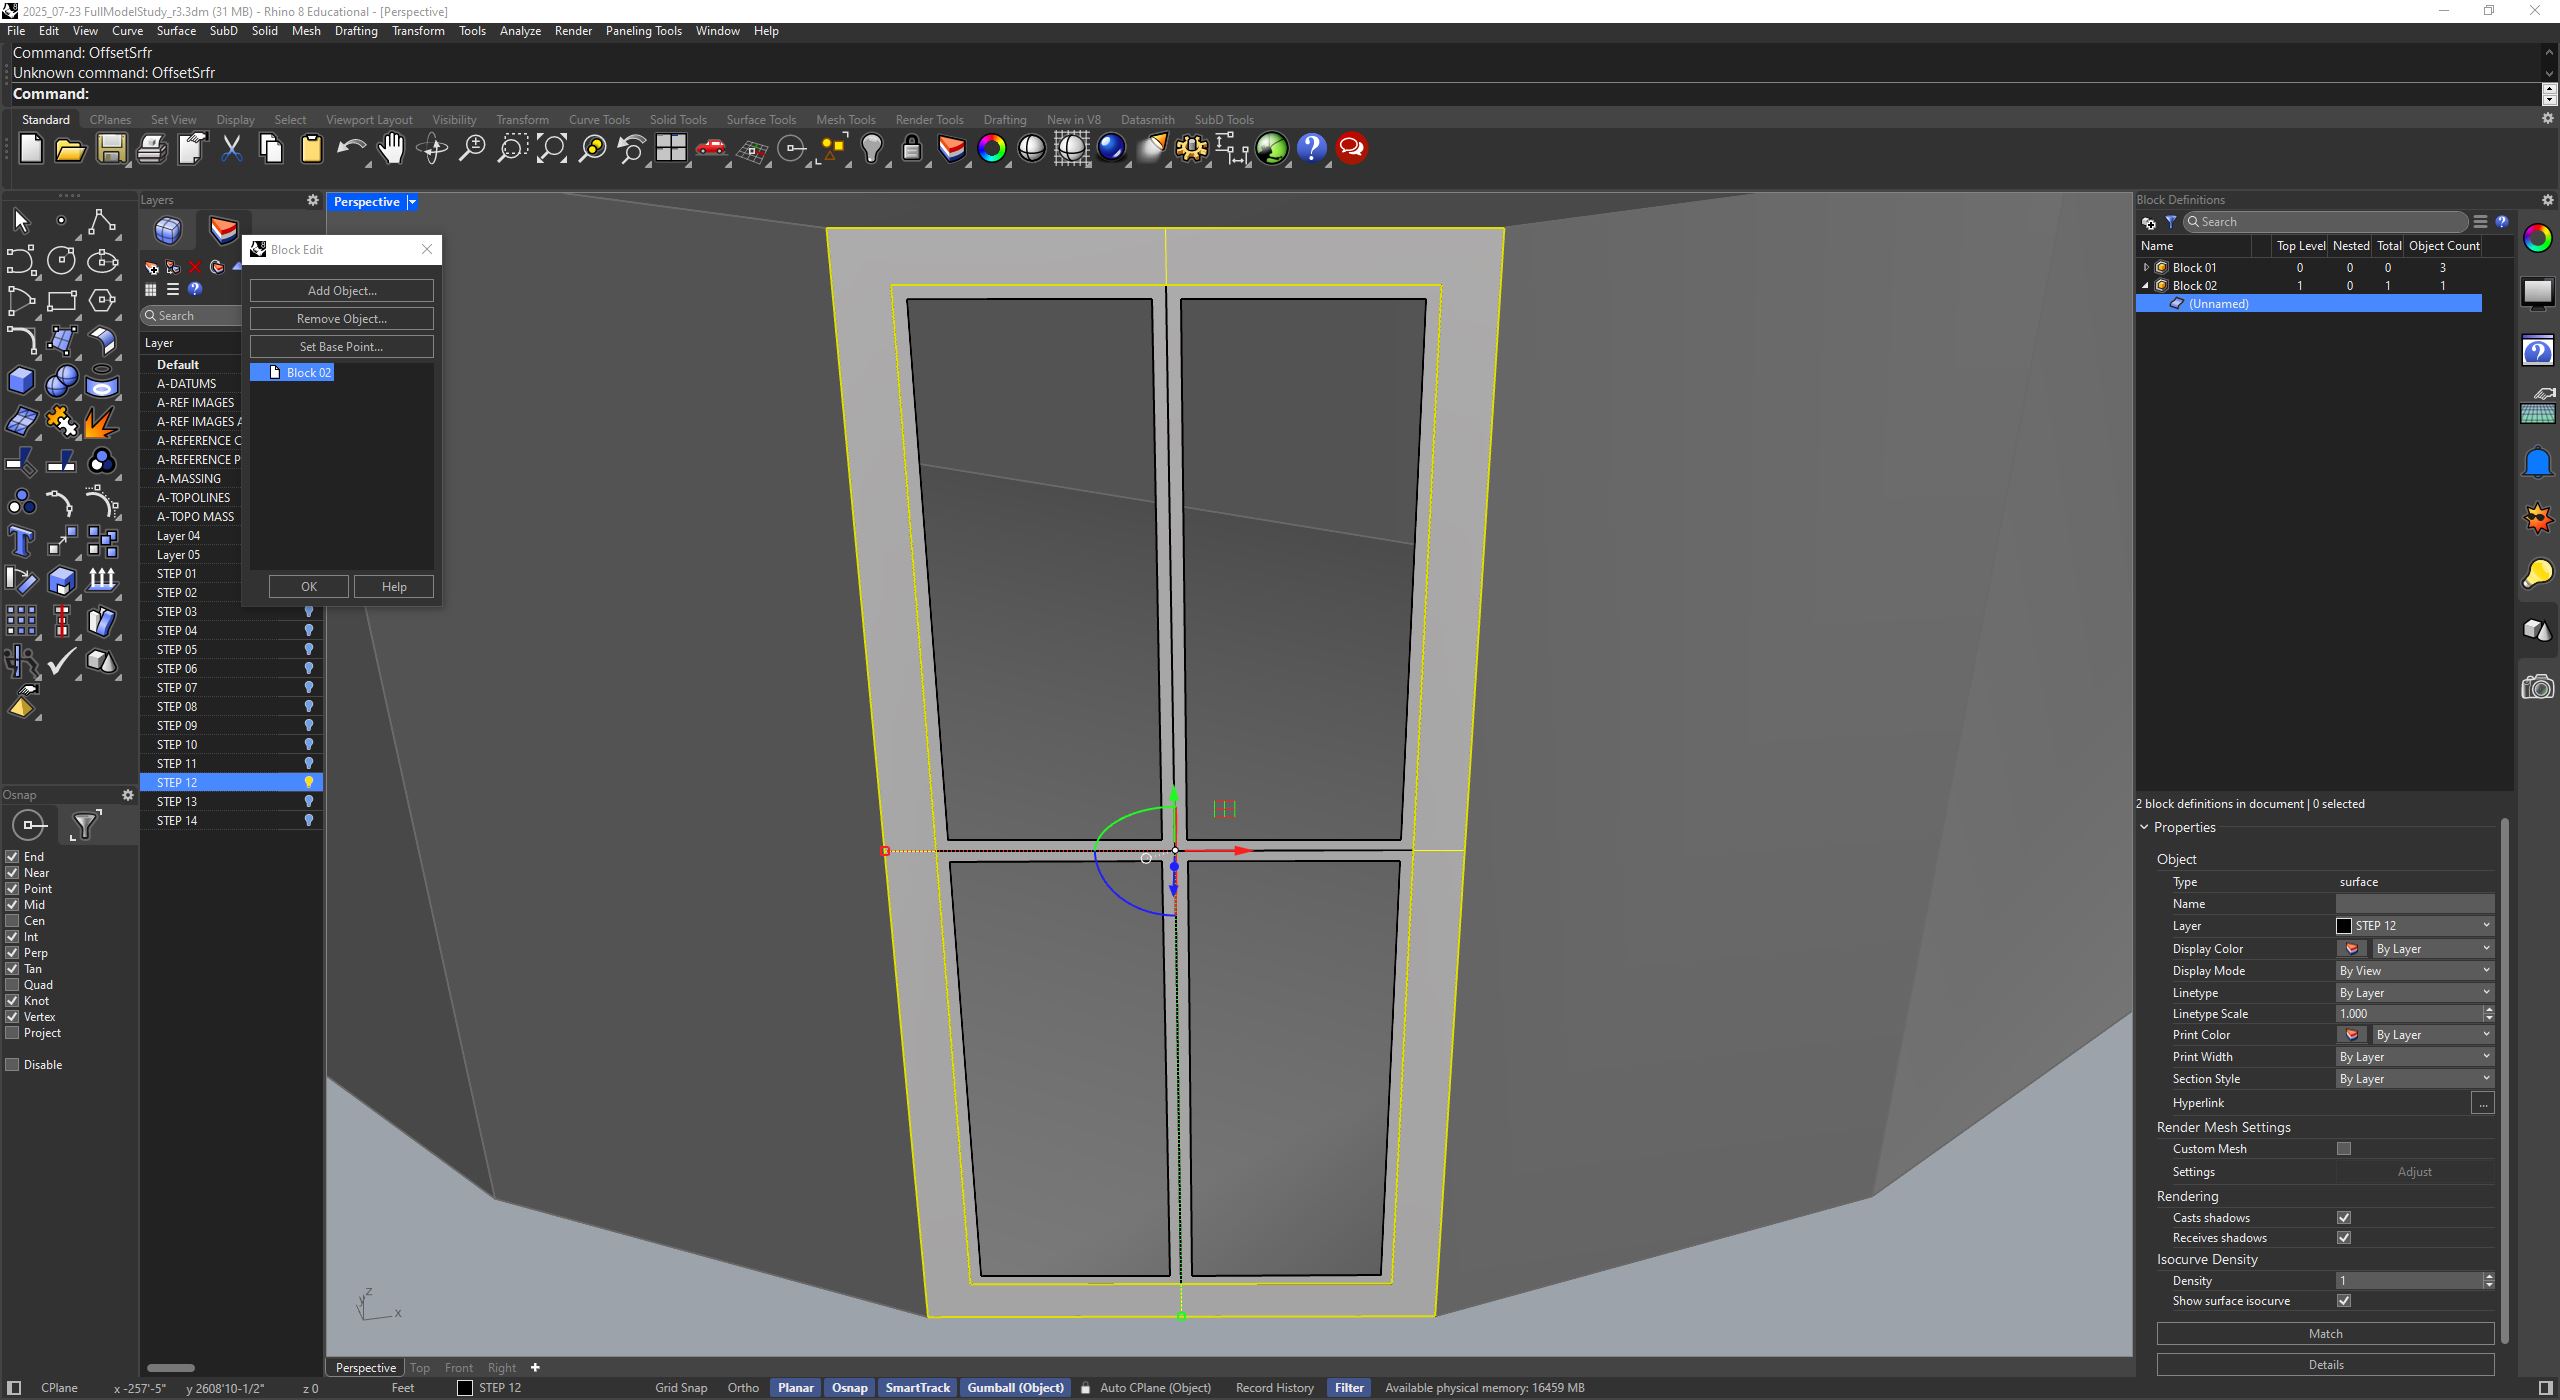 2025_07-23 FullModelStudy_r3.3dm (31 MB) - Rhino 8 Educational - [Perspective]
File Edit View Curve Surface SubD Solid Mesh Drafting Transform Tools Analyze Render Paneling Tools Window Help
Command: OffsetSrfr
Unknown command: OffsetSrfr
Command:
Standard CPlanes Set View Display Select Viewport Layout Visibility Transform Curve Tools Solid Tools Surface Tools Mesh Tools Render Tools Drafting New in V8 Datasmith SubD Tools
Layers
Search
Layer
Default
A-DATUMS
A-REF IMAGES
A-REF IMAGES A
A-REFERENCE C
A-REFERENCE P
A-MASSING
A-TOPOLINES
A-TOPO MASS
Layer 04
Layer 05
STEP 01
STEP 02
STEP 03
STEP 04
STEP 05
STEP 06
STEP 07
STEP 08
STEP 09
STEP 10
STEP 11
STEP 12
STEP 13
STEP 14
Block Edit
Add Object...
Remove Object...
Set Base Point...
Block 02
OK Help
Osnap
End
Near
Point
Mid
Cen
Int
Perp
Tan
Quad
Knot
Vertex
Project
Disable
Perspective
z
y
x
Perspective Top Front Right
Block Definitions
Search
Name Top Level Nested Total Object Count
Block 01 0 0 0 3
Block 02 1 0 1 1
(Unnamed)
2 block definitions in document | 0 selected
Properties
Object
Type surface
Name
Layer STEP 12
Display Color By Layer
Display Mode By View
Linetype By Layer
Linetype Scale 1.000
Print Color By Layer
Print Width By Layer
Section Style By Layer
Hyperlink ...
Render Mesh Settings
Custom Mesh
Settings Adjust
Rendering
Casts shadows
Receives shadows
Isocurve Density
Density 1
Show surface isocurve
Match
Details
CPlane x -257'-5" y 2608'10-1/2" z 0 Feet STEP 12 Grid Snap Ortho Planar Osnap SmartTrack Gumball (Object) Auto CPlane (Object) Record History Filter Available physical memory: 16459 MB